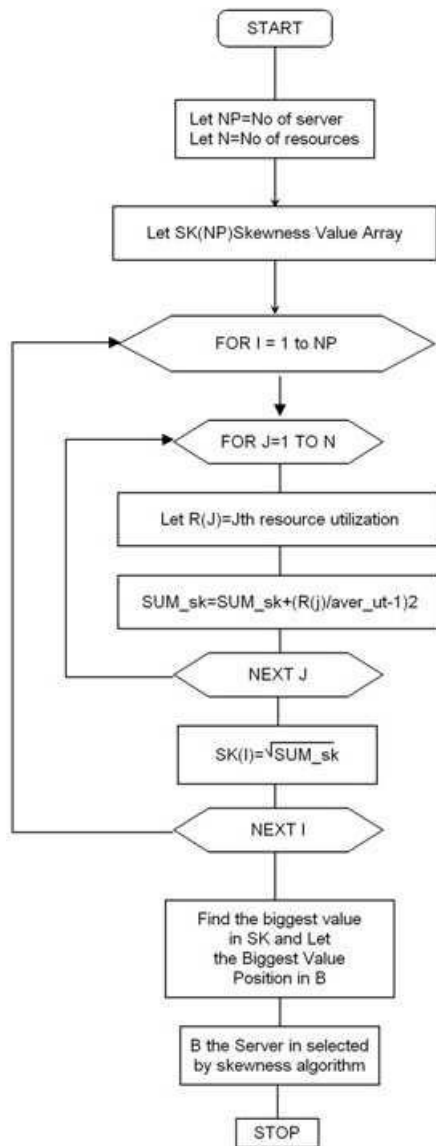 START
Let NP=No of server
Let N=No of resources
Let SK(NP)Skewness Value Array
FOR I = 1 to NP
FOR J=1 TO N
Let R(J)=Jth resource utilization
SUM_sk=SUM_sk+(R(j)/aver_ut-1)2
NEXT J
SK(I)=√SUM_sk
NEXT I
Find the biggest value
in SK and Let
the Biggest Value
Position in B
B the Server in selected
by skewness algorithm
STOP